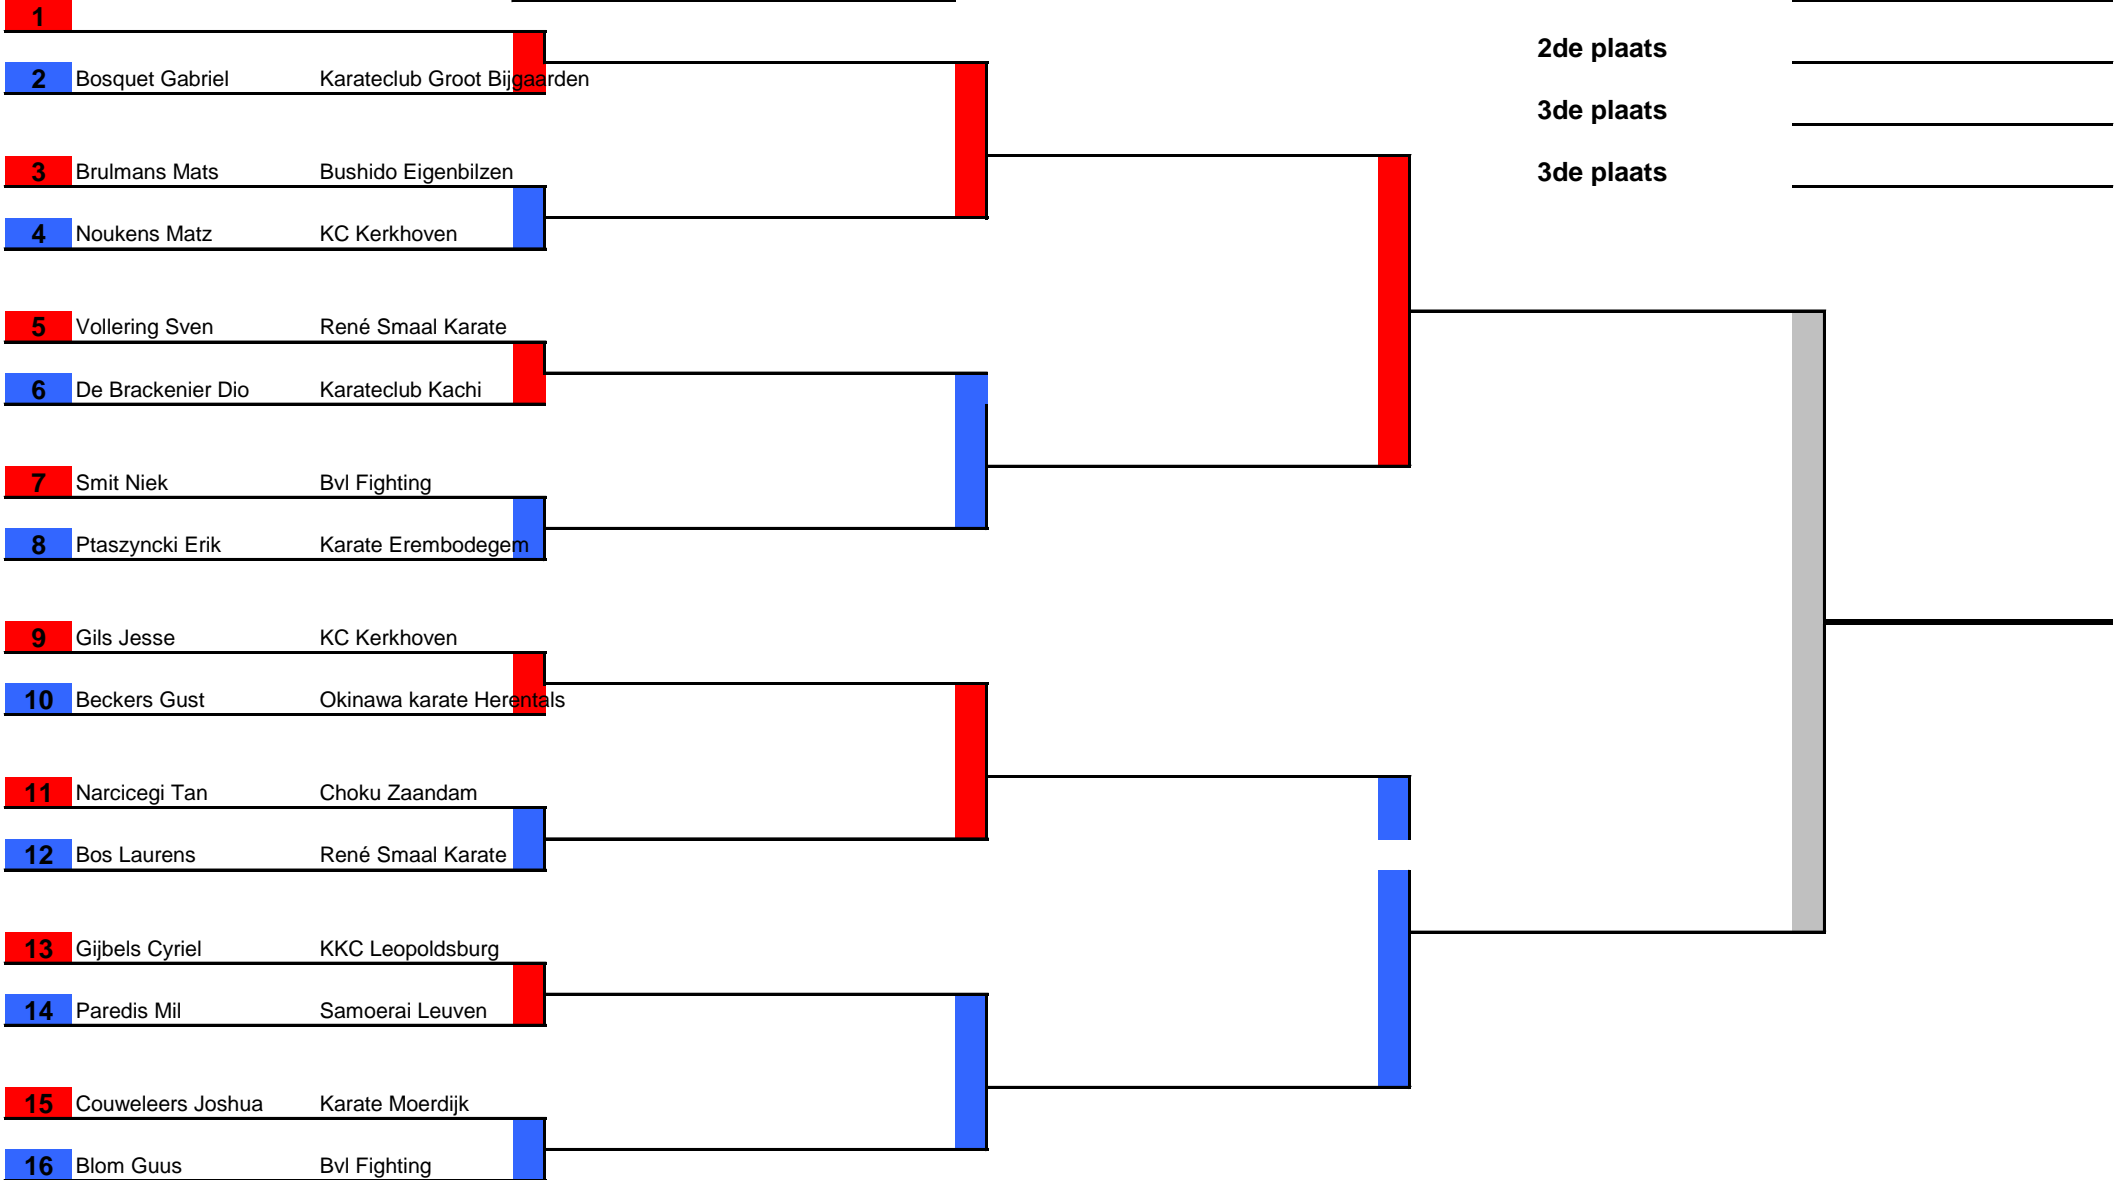 1
2de plaats
2 Bosquet Gabriel Karateclub Groot Bijgaarden
3de plaats
3 Brulmans Mats Bushido Eigenbilzen
3de plaats
4 Noukens Matz KC Kerkhoven
5 Vollering Sven René Smaal Karate
6 De Brackenier Dio Karateclub Kachi
7 Smit Niek Bvl Fighting
8 Ptaszyncki Erik Karate Erembodegem
9 Gils Jesse KC Kerkhoven
10 Beckers Gust Okinawa karate Herentals
11 Narcicegi Tan Choku Zaandam
12 Bos Laurens René Smaal Karate
13 Gijbels Cyriel KKC Leopoldsburg
14 Paredis Mil Samoerai Leuven
15 Couweleers Joshua Karate Moerdijk
16 Blom Guus Bvl Fighting